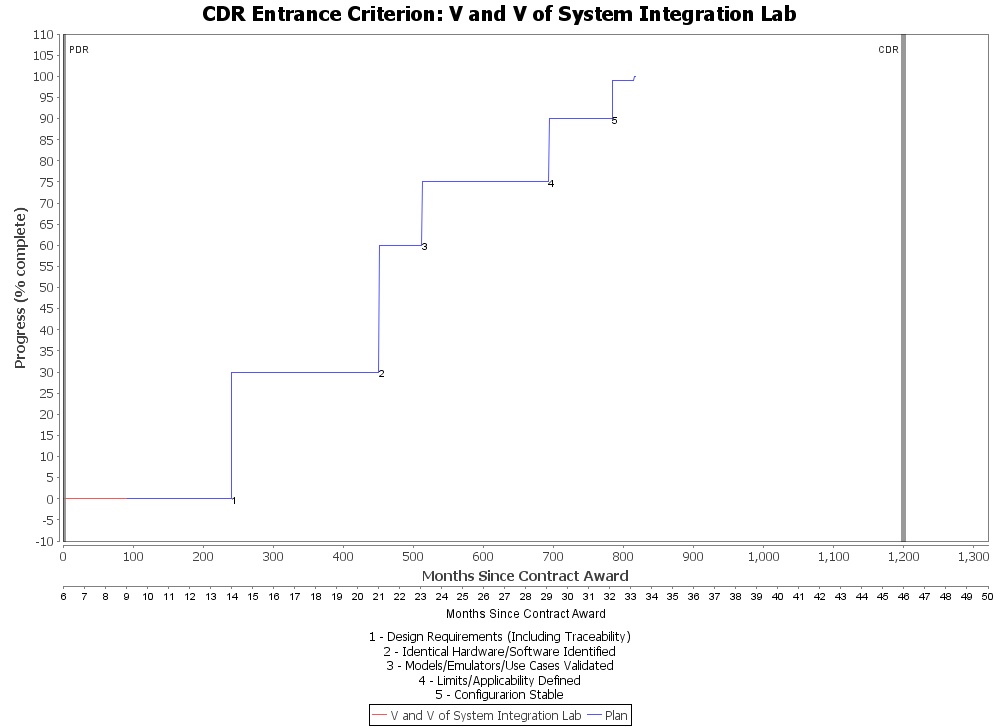 CDR Entrance Criterion: V and V of System Integration Lab
110
105
100
95
90
85
80
75
70
65
60
55
50
45
40
35
30
25
20
15
10
5
0
-5
-10
Progress (% complete)
PDR
CDR
1
2
3
4
5
0 100 200 300 400 500 600 700 800 900 1,000 1,100 1,200 1,300
Months Since Contract Award
6 7 8 9 10 11 12 13 14 15 16 17 18 19 20 21 22 23 24 25 26 27 28 29 30 31 32 33 34 35 36 37 38 39 40 41 42 43 44 45 46 47 48 49 50
Months Since Contract Award
1 - Design Requirements (Including Traceability)
2 - Identical Hardware/Software Identified
3 - Models/Emulators/Use Cases Validated
4 - Limits/Applicability Defined
5 - Configurarion Stable
V and V of System Integration Lab Plan